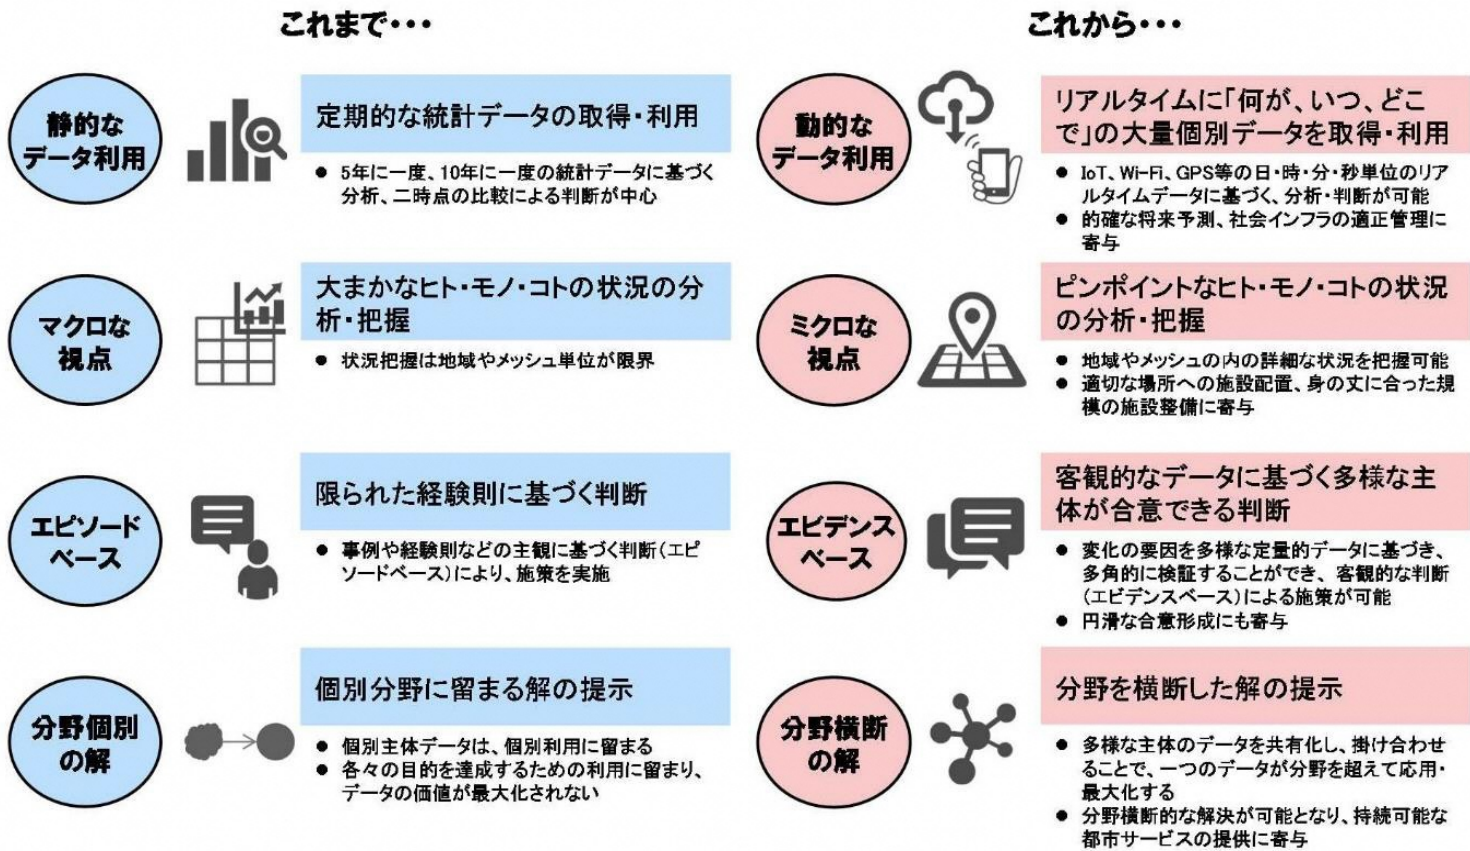 これまで・・・
これから・・・
静的な
データ利用
定期的な統計データの取得・利用
● 5年に一度、10年に一度の統計データに基づく
分析、二時点の比較による判断が中心
動的な
データ利用
リアルタイムに「何が、いつ、どこ
で」の大量個別データを取得・利用
● IoT、Wi-Fi、GPS等の日・時・分・秒単位のリア
ルタイムデータに基づく、分析・判断が可能
● 的確な将来予測、社会インフラの適正管理に
寄与
マクロな
視点
大まかなヒト・モノ・コトの状況の分
析・把握
● 状況把握は地域やメッシュ単位が限界
ミクロな
視点
ピンポイントなヒト・モノ・コトの状況
の分析・把握
● 地域やメッシュの内の詳細な状況を把握可能
● 適切な場所への施設配置、身の丈に合った規
模の施設整備に寄与
エピソード
ベース
限られた経験則に基づく判断
● 事例や経験則などの主観に基づく判断(エピ
ソードベース)により、施策を実施
エビデンス
ベース
客観的なデータに基づく多様な主
体が合意できる判断
● 変化の要因を多様な定量的データに基づき、
多角的に検証することができ、客観的な判断
(エビデンスベース)による施策が可能
● 円滑な合意形成にも寄与
分野個別
の解
個別分野に留まる解の提示
● 個別主体データは、個別利用に留まる
● 各々の目的を達成するための利用に留まり、
データの価値が最大化されない
分野横断
の解
分野を横断した解の提示
● 多様な主体のデータを共有化し、掛け合わせ
ることで、一つのデータが分野を超えて応用・
最大化する
● 分野横断的な解決が可能となり、持続可能な
都市サービスの提供に寄与